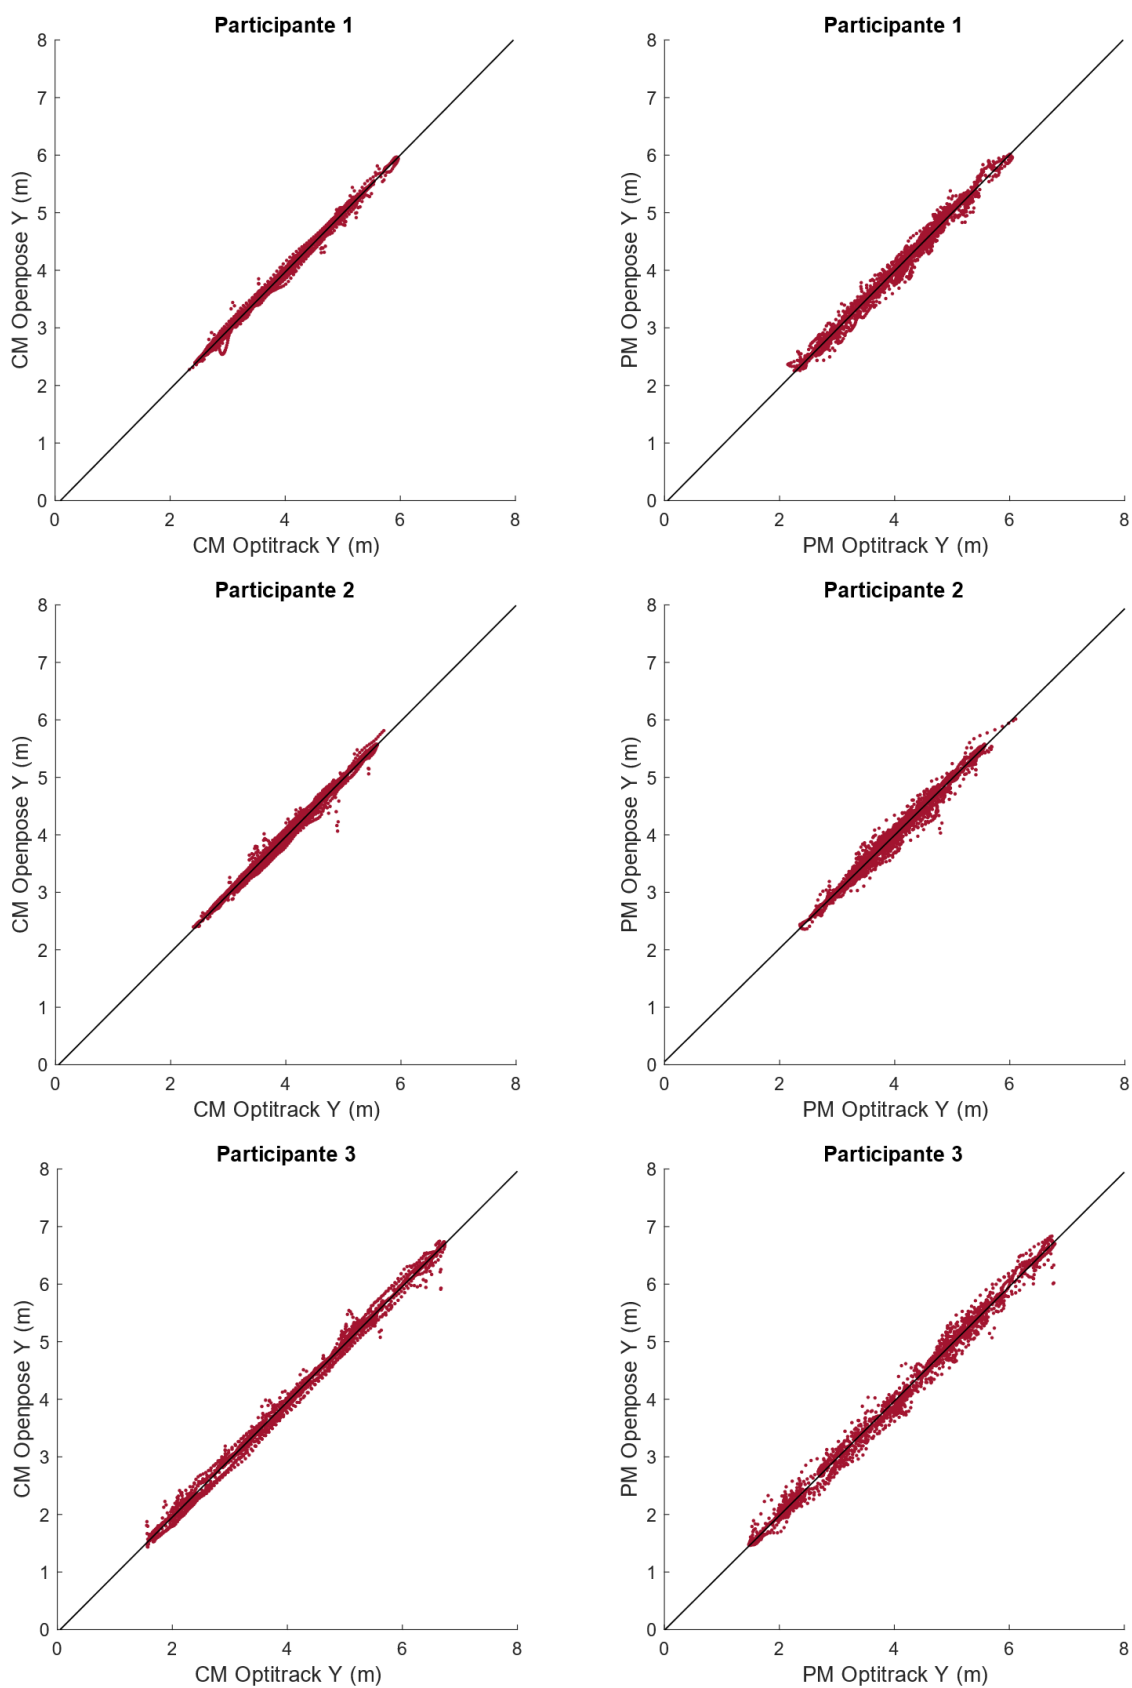 Participante 1
8
7
6
5
4
3
2
1
0
CM Openpose Y (m)
0 2 4 6 8
CM Optitrack Y (m)
Participante 1
8
7
6
5
4
3
2
1
0
PM Openpose Y (m)
0 2 4 6 8
PM Optitrack Y (m)
Participante 2
8
7
6
5
4
3
2
1
0
CM Openpose Y (m)
0 2 4 6 8
CM Optitrack Y (m)
Participante 2
8
7
6
5
4
3
2
1
0
PM Openpose Y (m)
0 2 4 6 8
PM Optitrack Y (m)
Participante 3
8
7
6
5
4
3
2
1
0
CM Openpose Y (m)
0 2 4 6 8
CM Optitrack Y (m)
Participante 3
8
7
6
5
4
3
2
1
0
PM Openpose Y (m)
0 2 4 6 8
PM Optitrack Y (m)